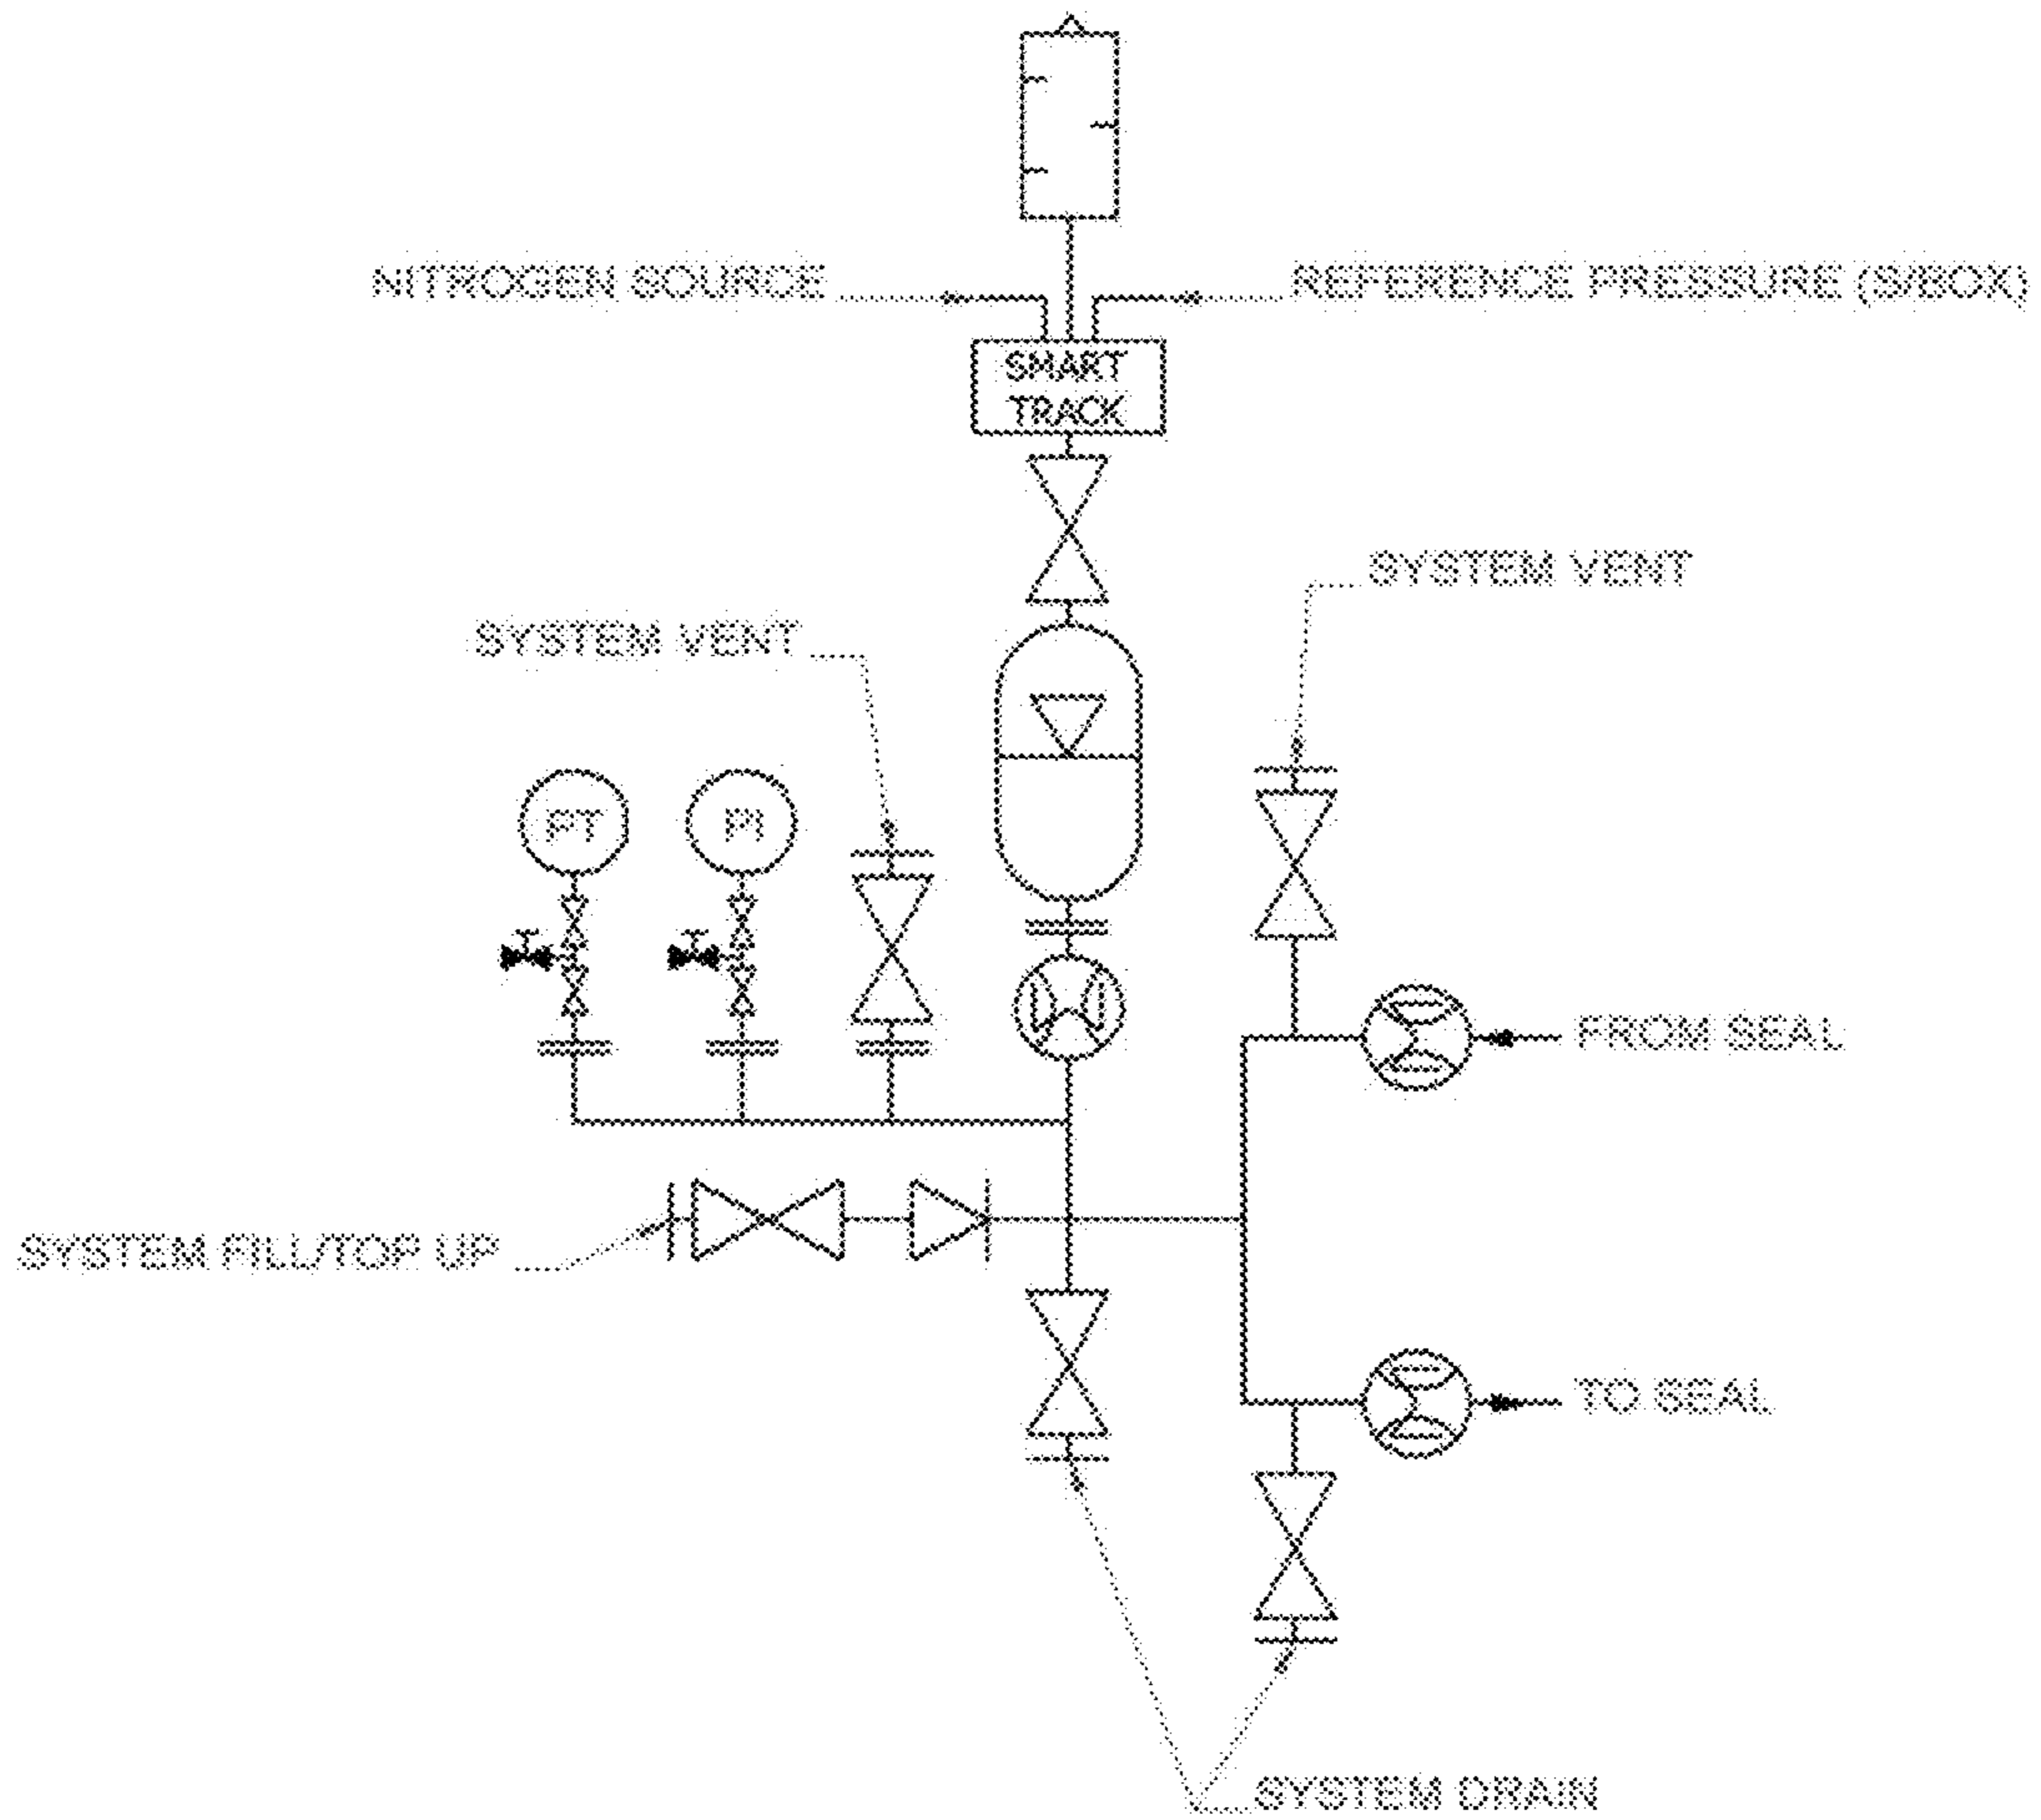 NITROGEN SOURCE
REFERENCE PRESSURE (S/BOX)
SMART
TRACK
SYSTEM VENT
SYSTEM VENT
PT
PI
FROM SEAL
SYSTEM FILL/TOP UP
TO SEAL
SYSTEM DRAIN